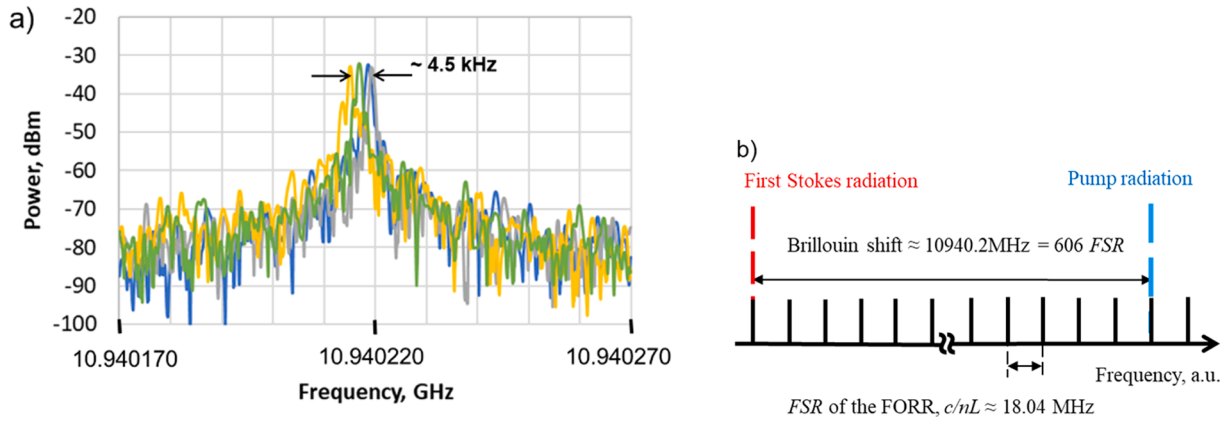 a)
-20
-30
-40
-50
-60
-70
-80
-90
-100
Power, dBm
~ 4.5 kHz
10.940170
10.940220
10.940270
Frequency, GHz
b)
First Stokes radiation
Pump radiation
Brillouin shift ≈ 10940.2MHz = 606 FSR
Frequency, a.u.
FSR of the FORR, c/nL ≈ 18.04 MHz